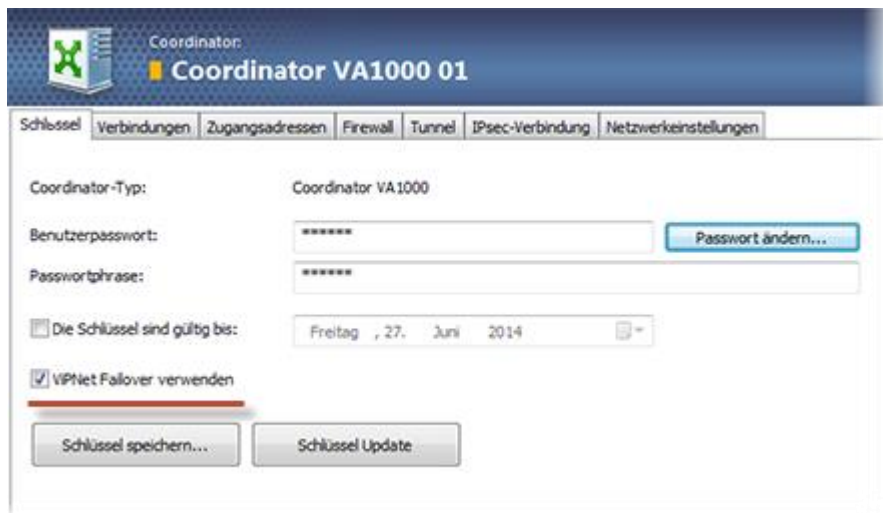 Coordinator:
Coordinator VA1000 01
Schlüssel Verbindungen Zugangsadressen Firewall Tunnel IPsec-Verbindung Netzwerkeinstellungen
Coordinator-Typ: Coordinator VA1000
Benutzerpasswort: ****** Passwort ändern...
Passwortphrase: ******
Die Schlüssel sind gültig bis: Freitag , 27. Juni 2014
ViPNet Failover verwenden
Schlüssel speichern... Schlüssel Update